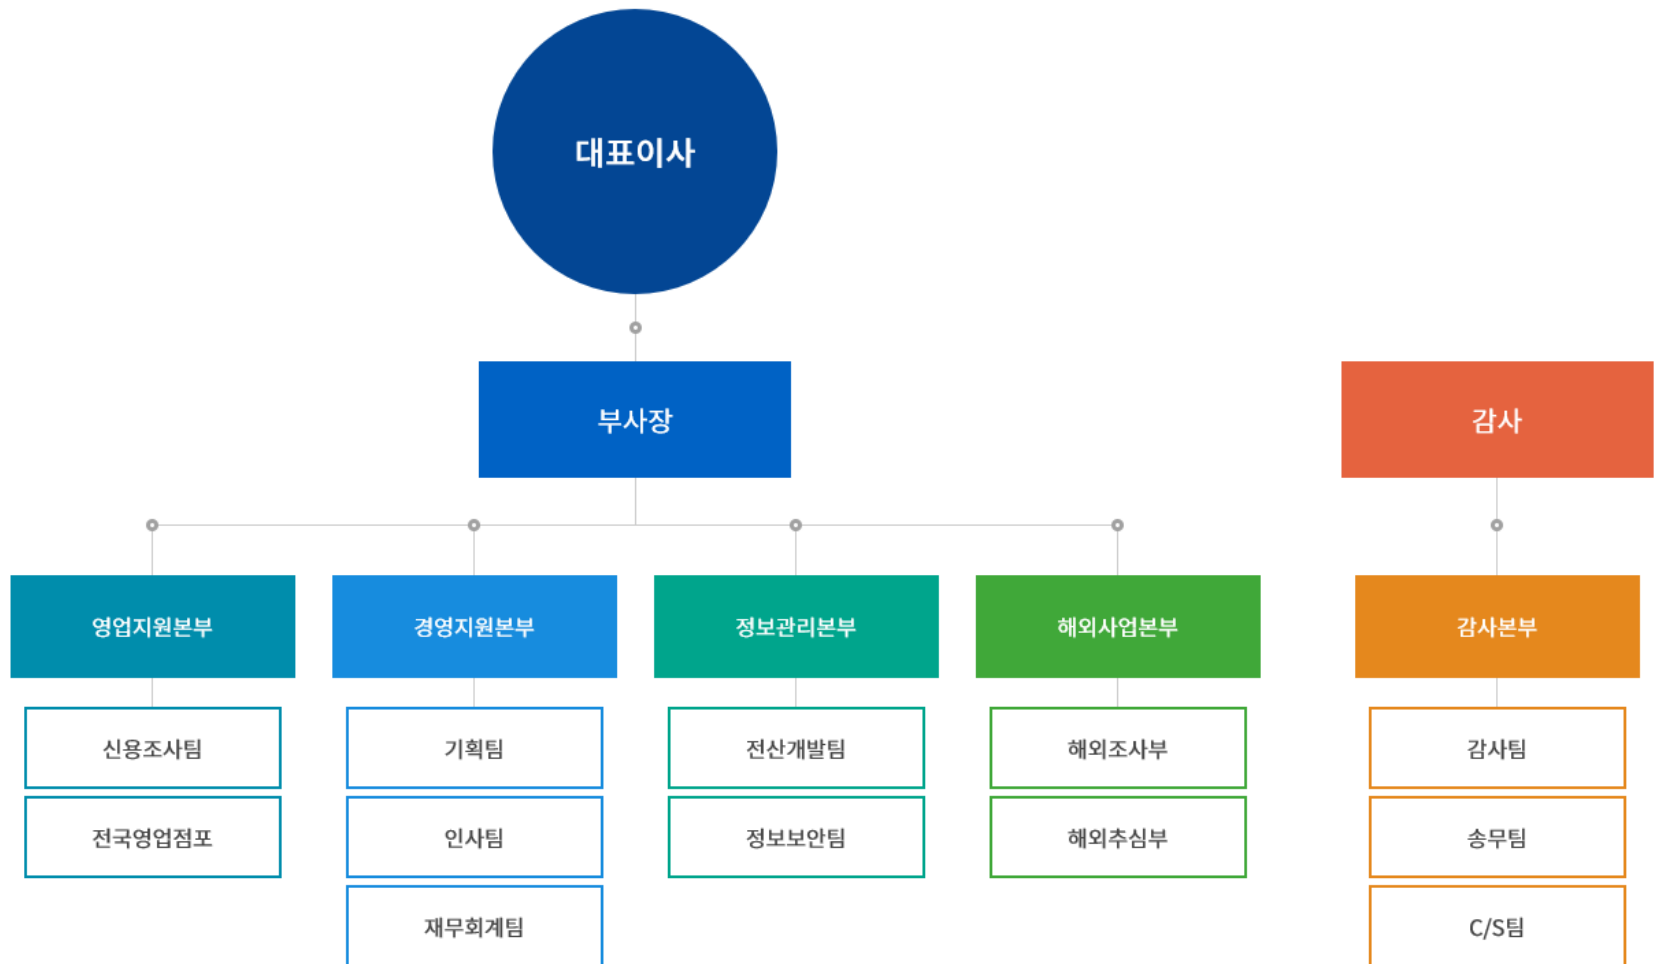 대표이사
부사장
감사
영업지원본부
경영지원본부
정보관리본부
해외사업본부
감사본부
신용조사팀
기획팀
전산개발팀
해외조사부
감사팀
전국영업점포
인사팀
정보보안팀
해외추심부
송무팀
재무회계팀
C/S팀